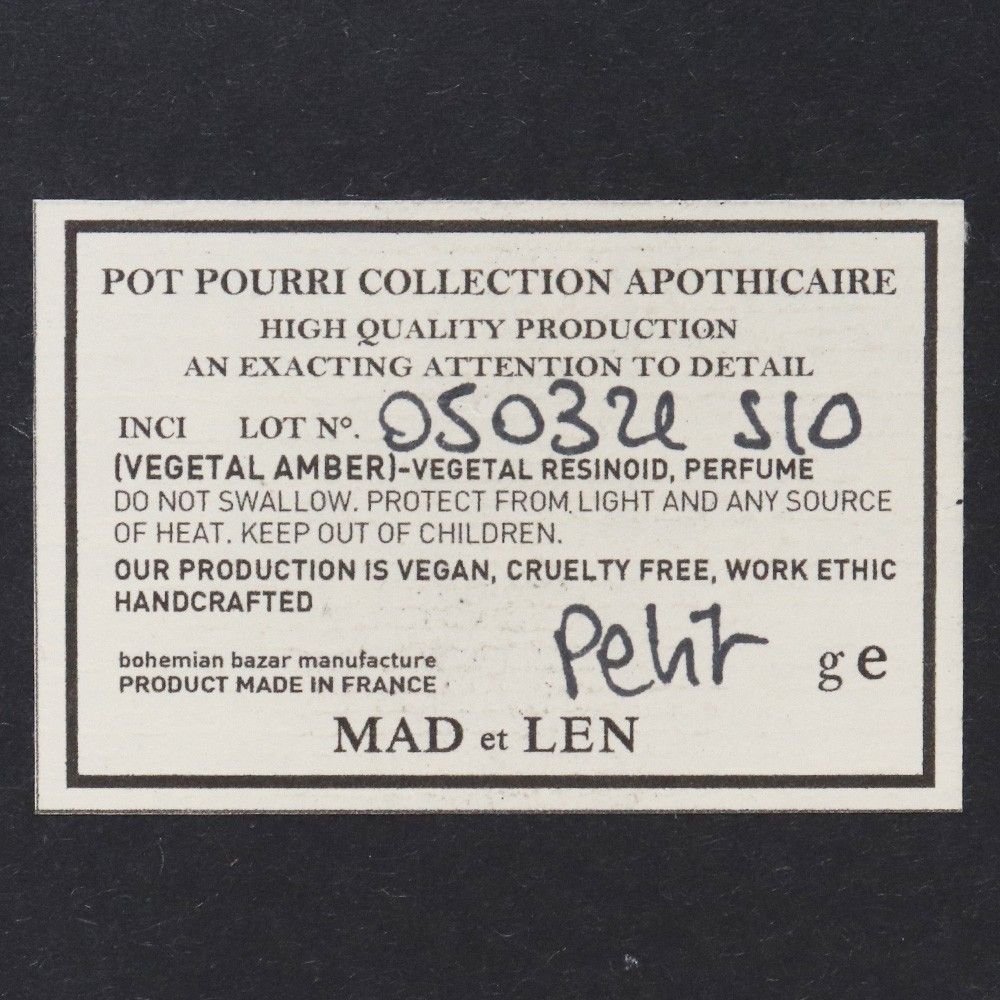 POT POURRI COLLECTION APOTHICAIRE
HIGH QUALITY PRODUCTION
AN EXACTING ATTENTION TO DETAIL
INCI LOT N°. 050321 S10
(VEGETAL AMBER)-VEGETAL RESINOID, PERFUME
DO NOT SWALLOW. PROTECT FROM LIGHT AND ANY SOURCE
OF HEAT. KEEP OUT OF CHILDREN.
OUR PRODUCTION IS VEGAN, CRUELTY FREE, WORK ETHIC
HANDCRAFTED
bohemian bazar manufacture
PRODUCT MADE IN FRANCE
Petit g e
MAD et LEN